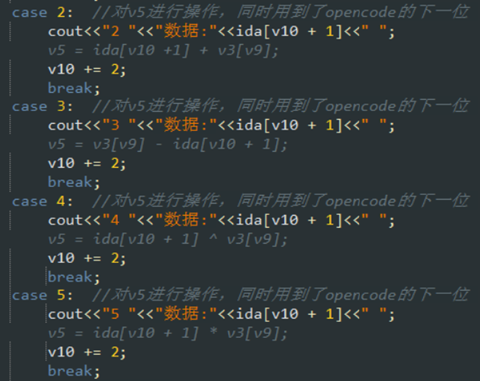 case 2:  //对v5进行操作，同时用到了opencode的下一位
cout<<"2 "<<"数据:"<<ida[v10 + 1]<<" ";
v5 = ida[v10 +1] + v3[v9];
v10 += 2;
break;
case 3:  //对v5进行操作，同时用到了opencode的下一位
cout<<"3 "<<"数据:"<<ida[v10 + 1]<<" ";
v5 = v3[v9] - ida[v10 + 1];
v10 += 2;
break;
case 4:  //对v5进行操作，同时用到了opencode的下一位
cout<<"4 "<<"数据:"<<ida[v10 + 1]<<" ";
v5 = ida[v10 + 1] ^ v3[v9];
v10 += 2;
break;
case 5:  //对v5进行操作，同时用到了opencode的下一位
cout<<"5 "<<"数据:"<<ida[v10 + 1]<<" ";
v5 = ida[v10 + 1] * v3[v9];
v10 += 2;
break;